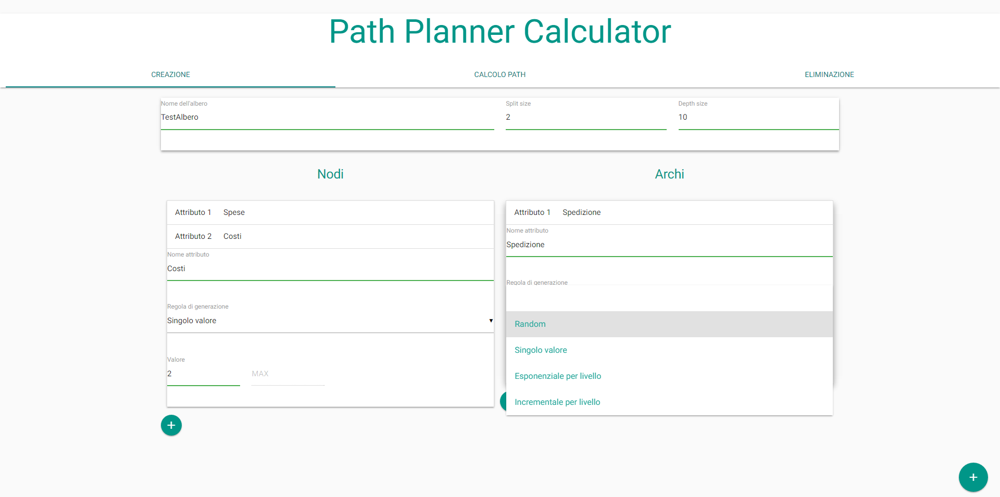 Path Planner Calculator
CREAZIONE CALCOLO PATH ELIMINAZIONE
Nome dell'albero Split size Depth size
TestAlbero 2 10
Nodi Archi
Attributo 1 Spese
Attributo 2 Costi
Nome attributo
Costi
Regola di generazione
Singolo valore
Valore
2 MAX
Attributo 1 Spedizione
Nome attributo
Spedizione
Regola di generazione
Random
Singolo valore
Esponenziale per livello
Incrementale per livello